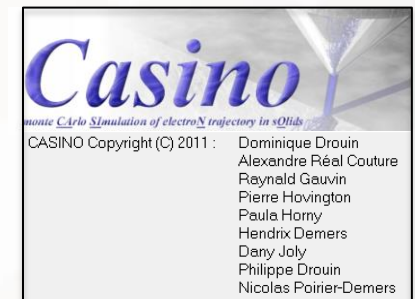 Casino
monte CArlo SImulation of electroN trajectory in sOlids
CASINO Copyright (C) 2011 : Dominique Drouin
Alexandre Réal Couture
Raynald Gauvin
Pierre Hovington
Paula Horny
Hendrix Demers
Dany Joly
Philippe Drouin
Nicolas Poirier-Demers